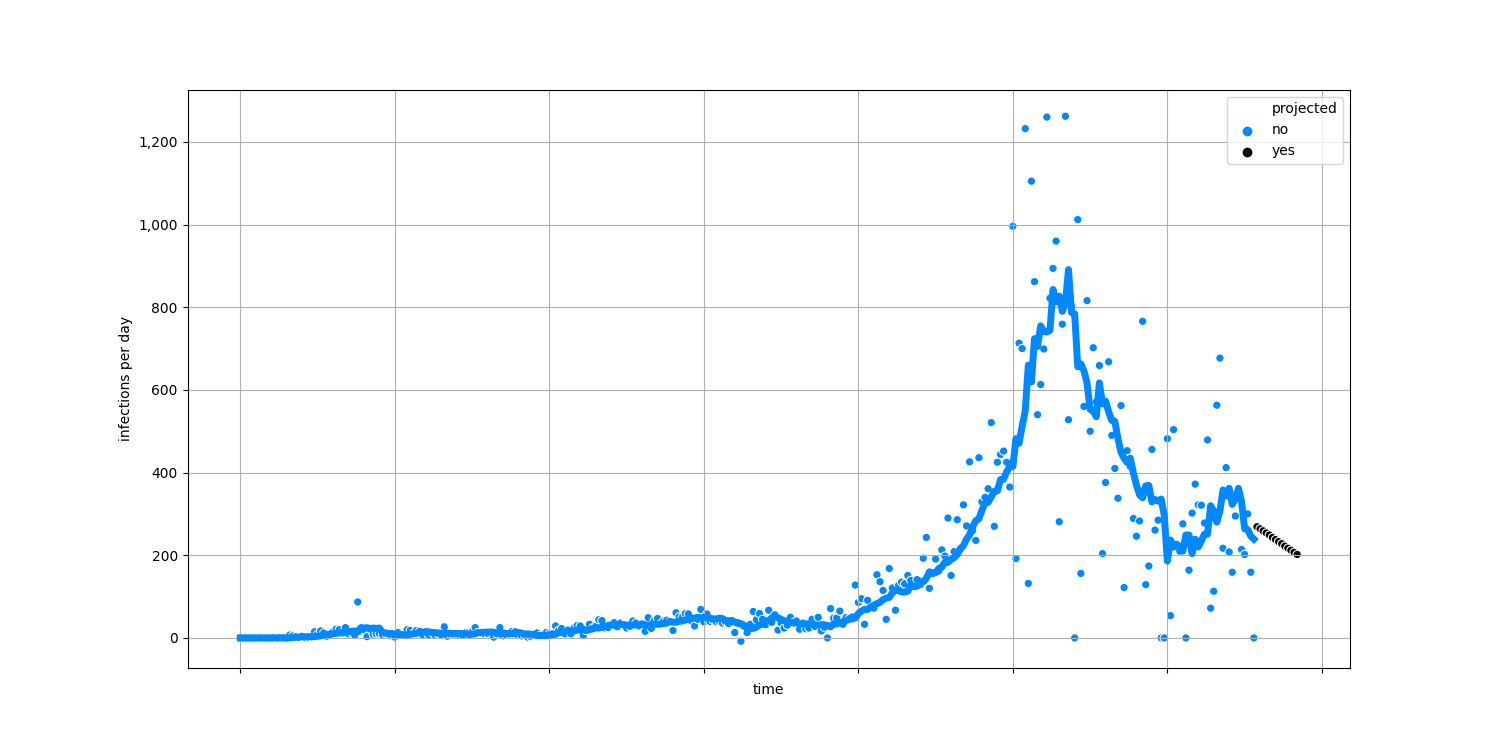 projected
no
yes
1,200
1,000
800
600
400
200
0
infections per day
time